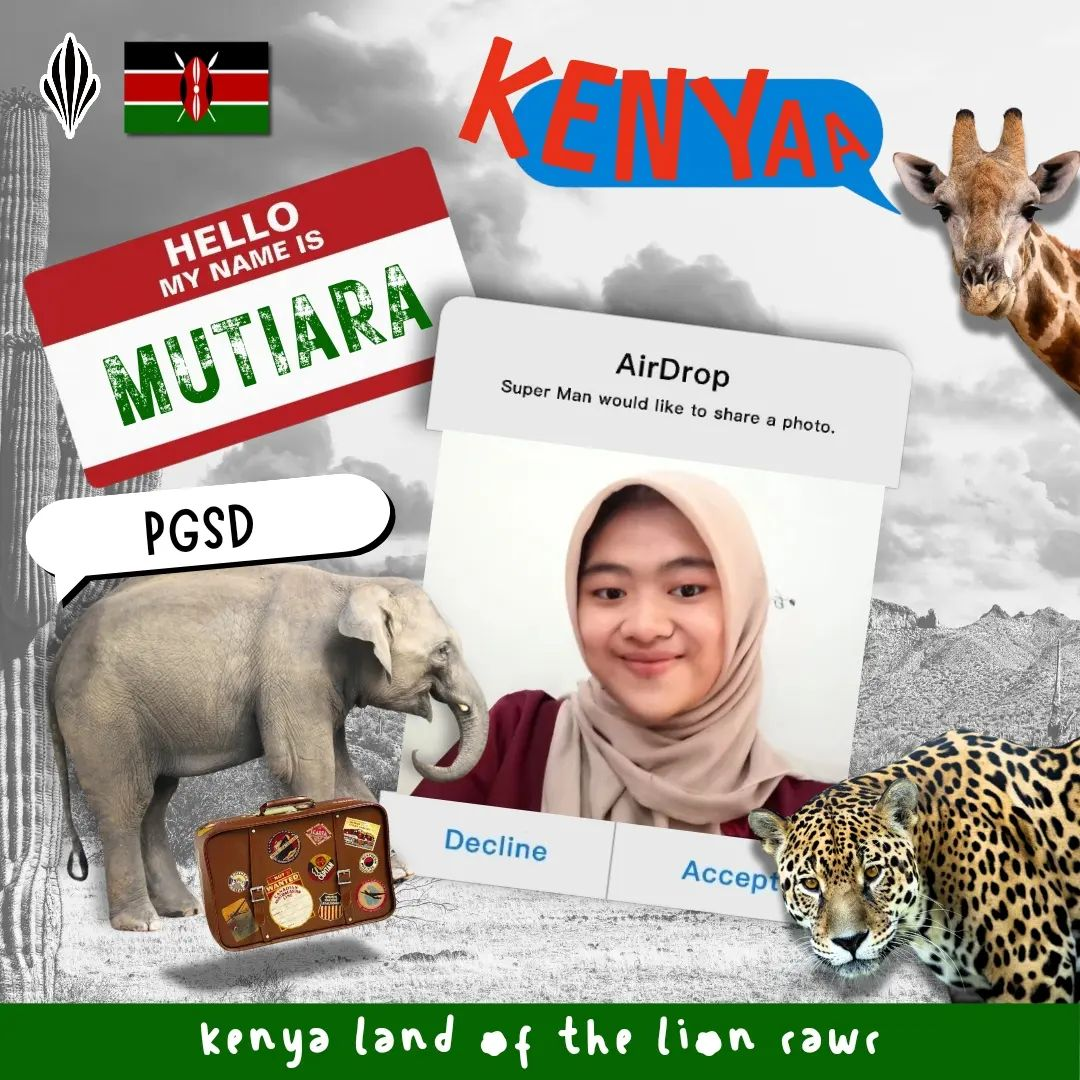 KENYAA
HELLO
MY NAME IS
MUTIARA
AirDrop
Super Man would like to share a photo.
PGSD
Decline
Accept
WANTED
kenya land of the lion rawr